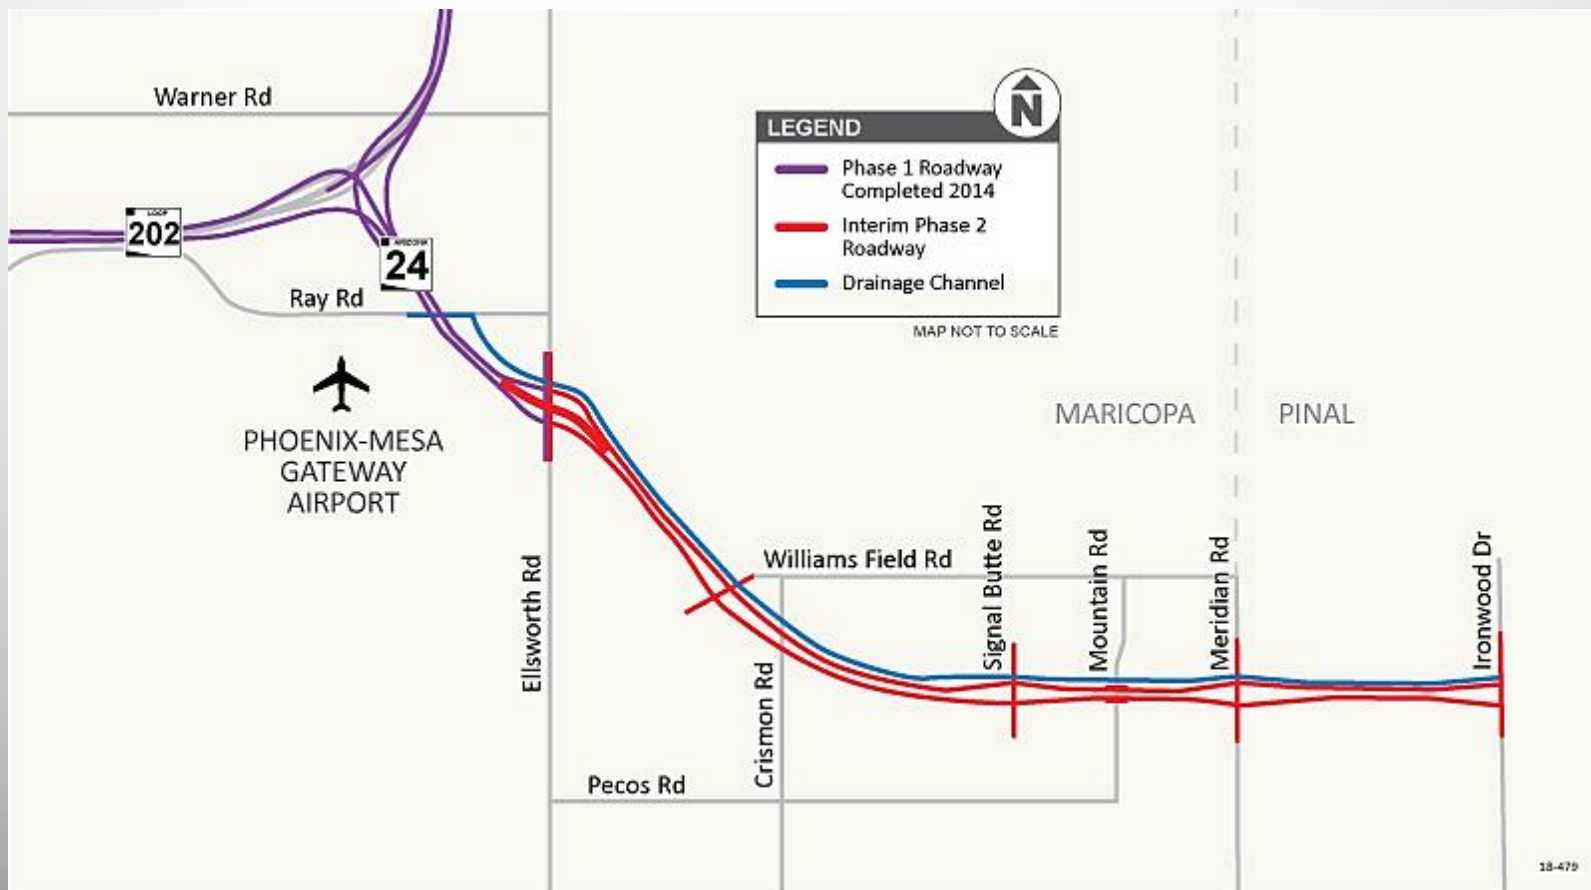 Warner Rd
LEGEND
N
Phase 1 Roadway
Completed 2014
Interim Phase 2
Roadway
Drainage Channel
MAP NOT TO SCALE
LOOP
202
ARIZONA
24
Ray Rd
PHOENIX-MESA
GATEWAY
AIRPORT
MARICOPA
PINAL
Ellsworth Rd
Williams Field Rd
Signal Butte Rd
Mountain Rd
Meridian Rd
Ironwood Dr
Crismon Rd
Pecos Rd
18-479